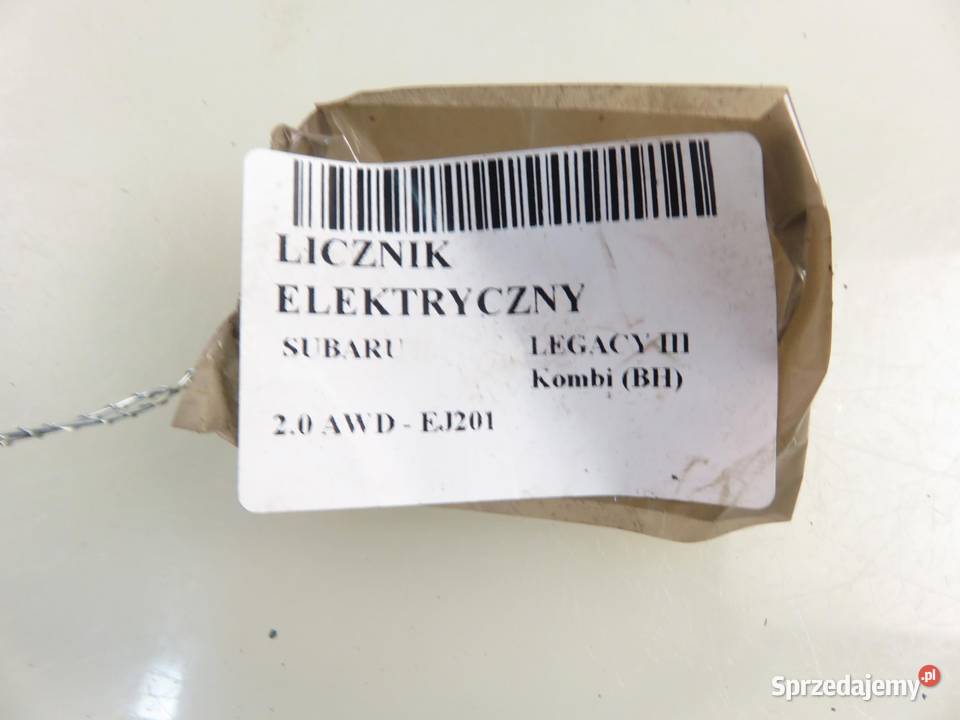 LICZNIK
ELEKTRYCZNY
SUBARU LEGACY III
Kombi (BH)
2.0 AWD - EJ201
Sprzedajemy.pl